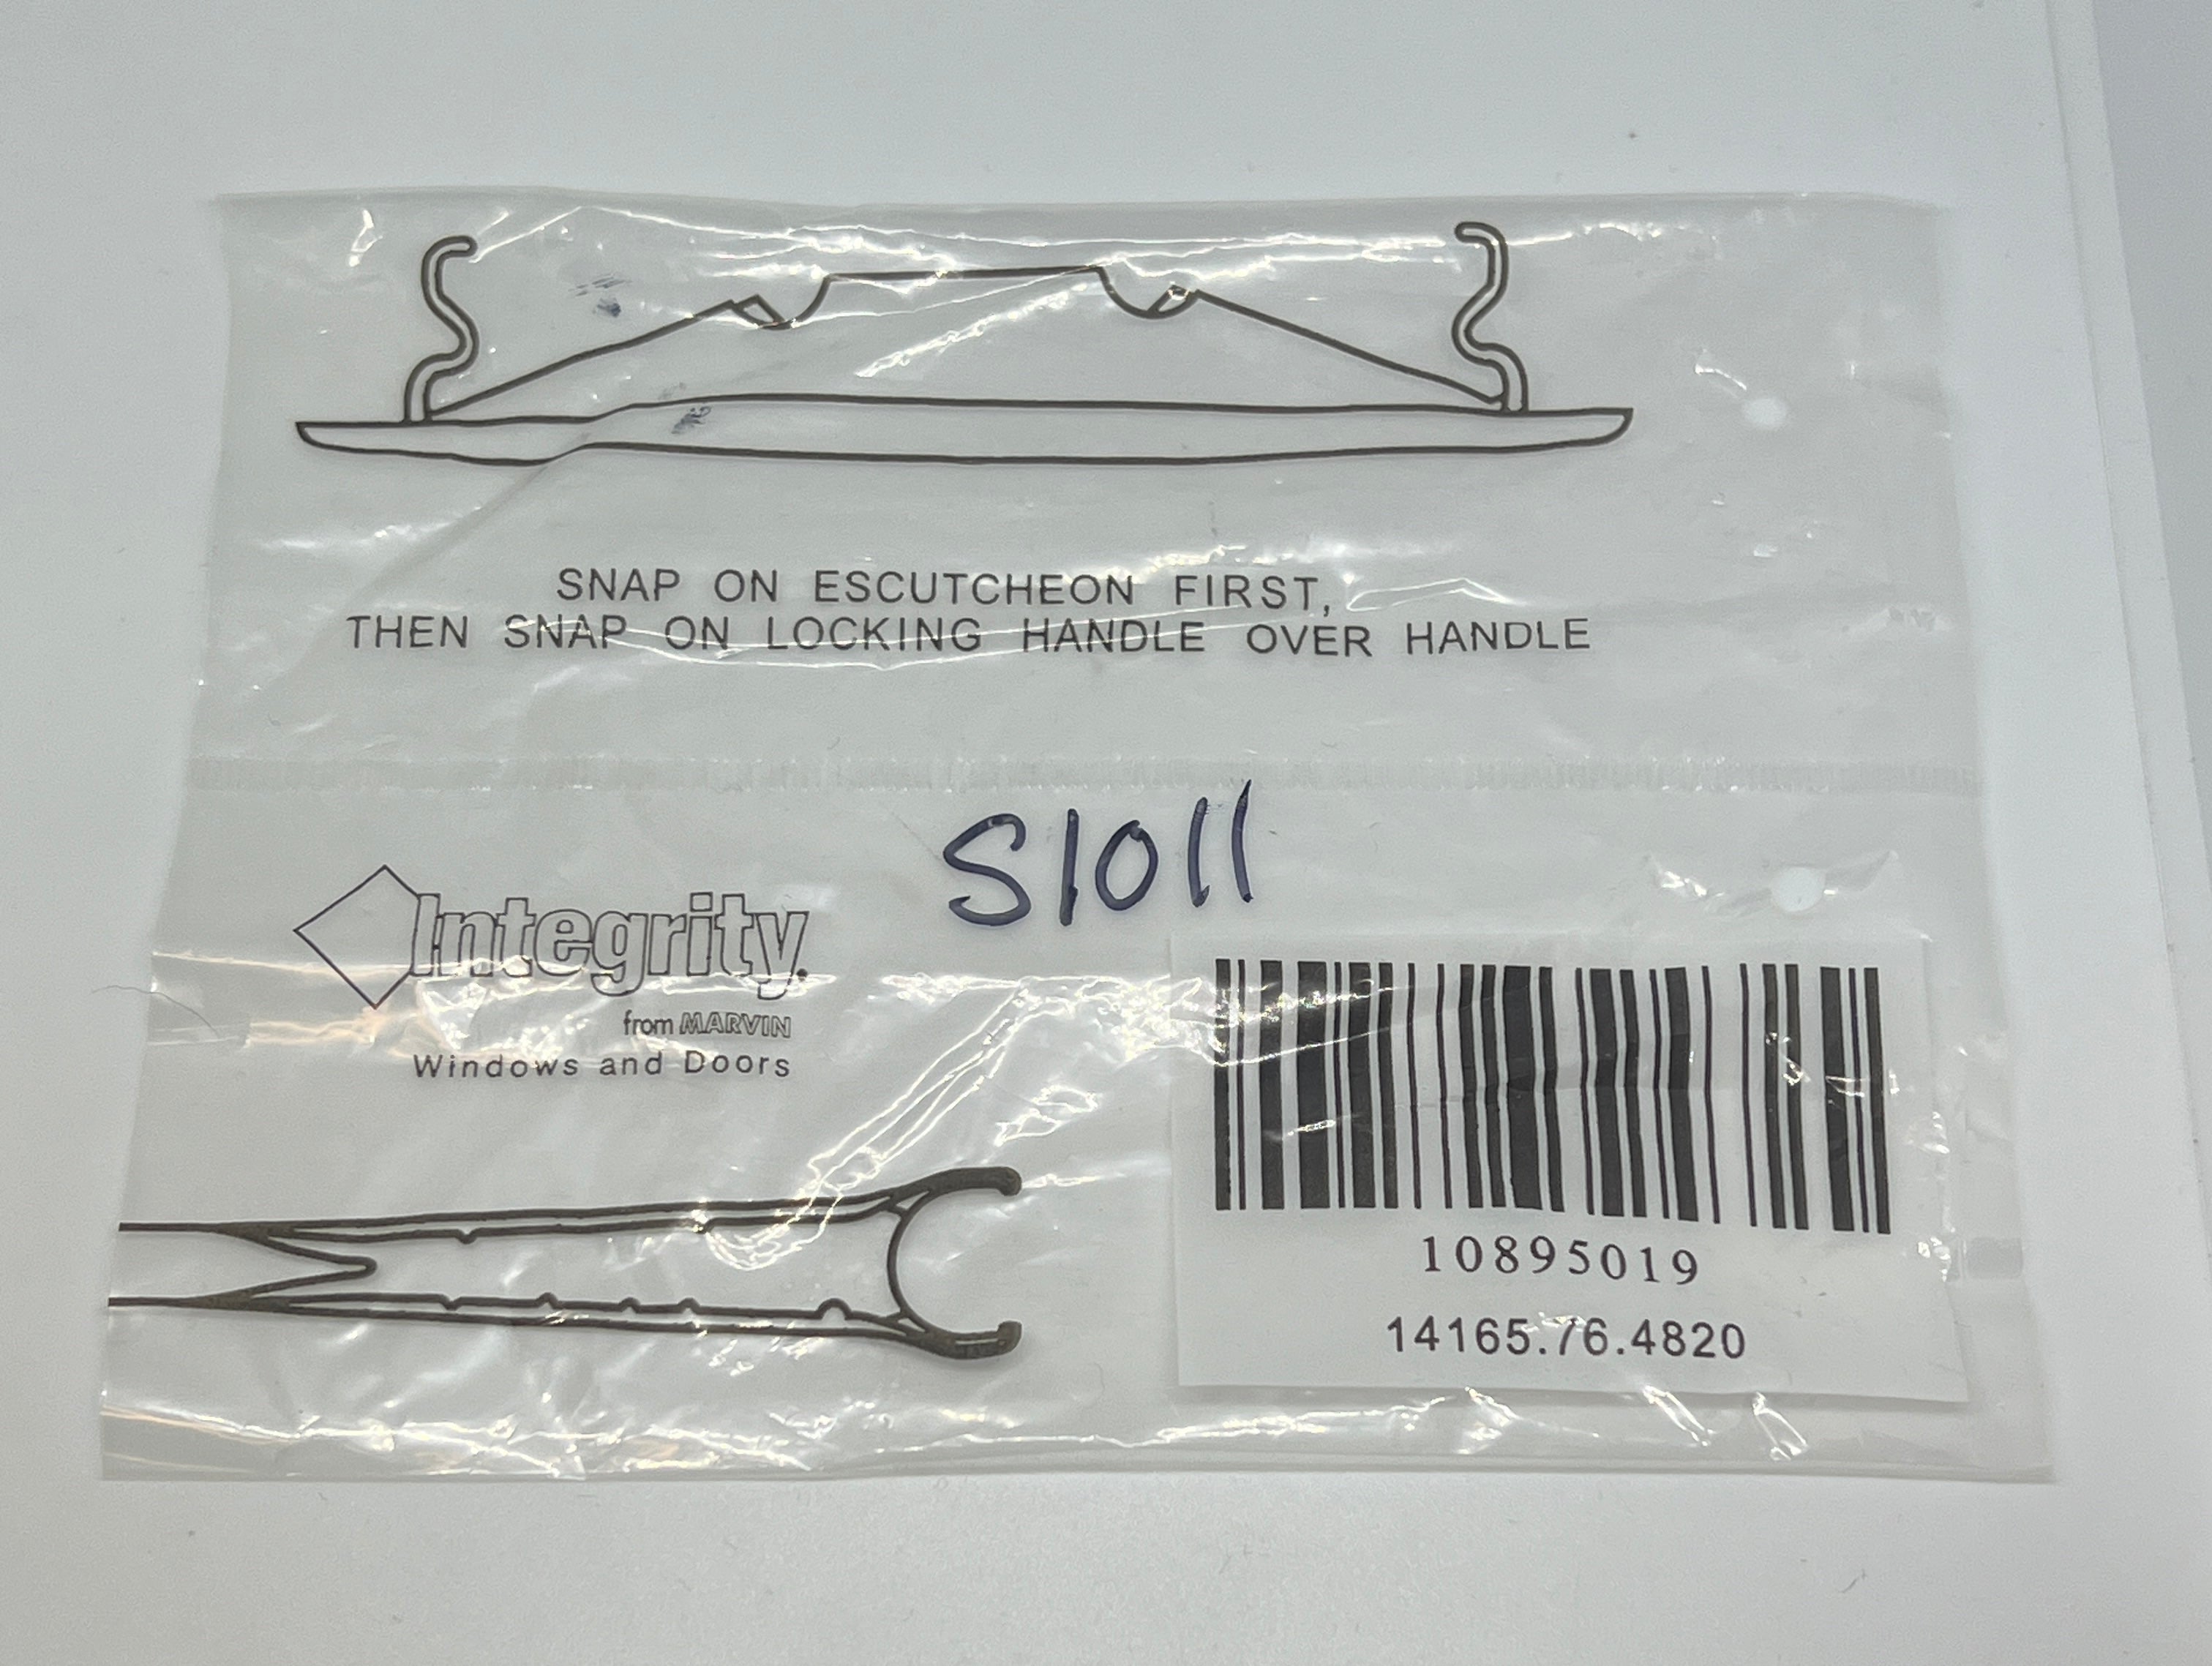 SNAP ON ESCUTCHEON FIRST,
THEN SNAP ON LOCKING HANDLE OVER HANDLE
S1011
Integrity
from MARVIN
Windows and Doors
10895019
14165.76.4820